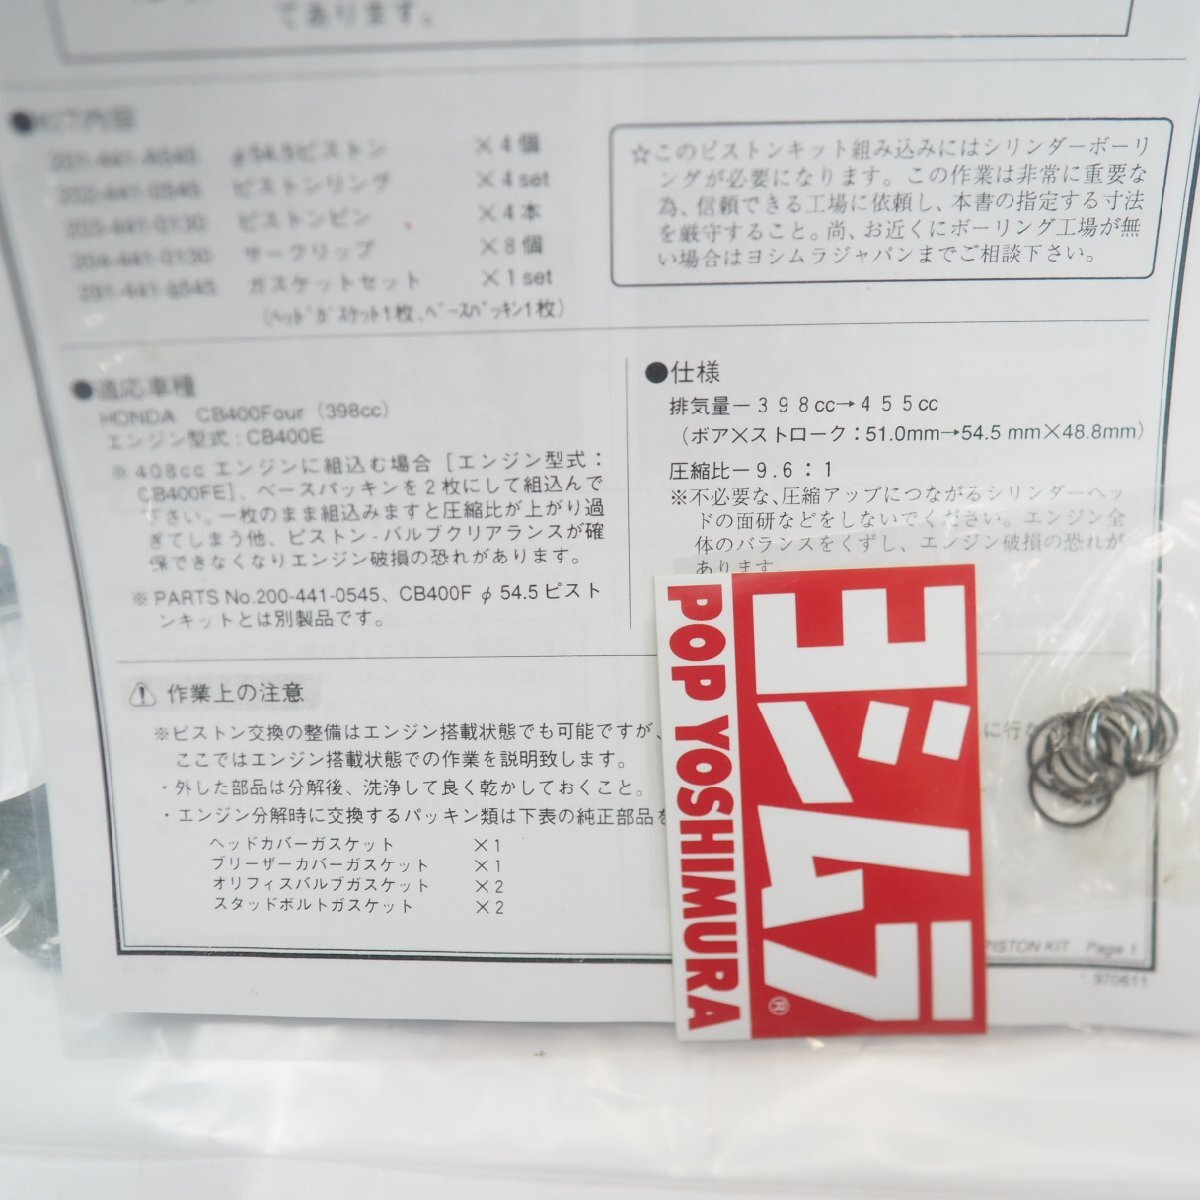 てあります。
●KIT内容
201-441-A545 φ54.5ピストン ×4個
202-441-0545 ピストンリング ×4set
203-441-0130 ピストンピン ×4本
204-441-0130 サークリップ ×8個
ガスケットセット ×1set
(ﾍｯﾄﾞｶﾞｽｹｯﾄ1枚、ﾍﾞｰｽﾊﾟｯｷﾝ1枚)
☆このピストンキット組み込みにはシリンダーボーリ
ングが必要になります。この作業は非常に重要な
為、信頼できる工場に依頼し、本書の指定する寸法
を厳守すること。尚、お近くにボーリング工場が無
い場合はヨシムラジャパンまでご相談下さい。
●適応車種
HONDA CB400Four (398cc)
エンジン型式：CB400E
※408cc エンジンに組込む場合［エンジン型式：
CB400FE］、ベースパッキンを2枚にして組込んで
下さい。一枚のまま組込みますと圧縮比が上がり過
ぎてしまう他、ピストン-バルブクリアランスが確
保できなくなりエンジン破損の恐れがあります。
※ PARTS No.200-441-0545、CB400F φ54.5ピスト
ンキットとは別製品です。
●仕様
排気量－398cc→455cc
（ボア×ストローク：51.0mm→54.5 mm×48.8mm）
圧縮比－9.6：1
※不必要な、圧縮アップにつながるシリンダーヘッ
ドの面研などをしないでください。エンジン全
体のバランスをくずし、エンジン破損の恐れが
あります
⚠ 作業上の注意
※ピストン交換の整備はエンジン搭載状態でも可能ですが、
に行な
ここではエンジン搭載状態での作業を説明致します。
・外した部品は分解後、洗浄して良く乾かしておくこと。
・エンジン分解時に交換するパッキン類は下表の純正部品を
ヘッドカバーガスケット ×1
ブリーザーカバーガスケット ×1
オリフィスバルブガスケット ×2
スタッドボルトガスケット ×2
PISTON KIT Page 1
970611
ヨシムラ®
POP YOSHIMURA